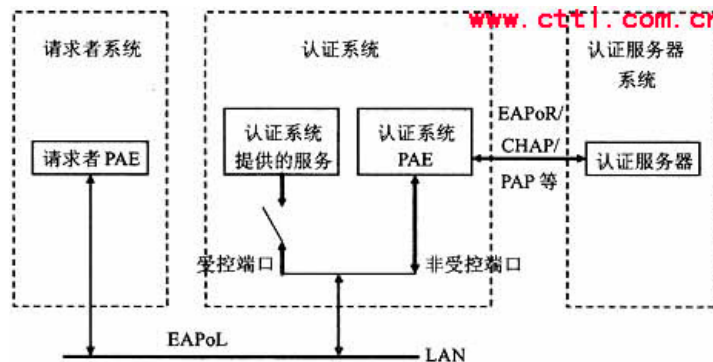 www.cttl.com.cn
请求者系统
认证系统
认证服务器
系统
请求者 PAE
认证系统
提供的服务
认证系统
PAE
EAPoR/
CHAP/
PAP 等
认证服务器
受控端口
非受控端口
EAPoL
LAN